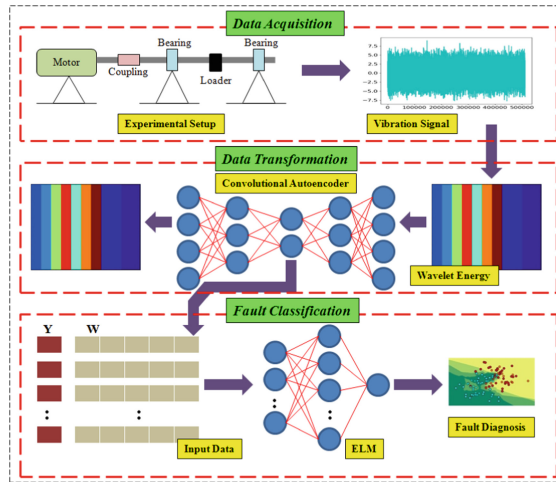 Data Acquisition
Bearing
Bearing
Motor
Coupling
Loader
Experimental Setup
7.5
5.0
2.5
0.0
−2.5
−5.0
−7.5
0
100000
200000
300000
400000
500000
Vibration Signal
Data Transformation
Convolutional Autoencoder
Wavelet Energy
Fault Classification
Y
W
Input Data
ELM
Fault Diagnosis